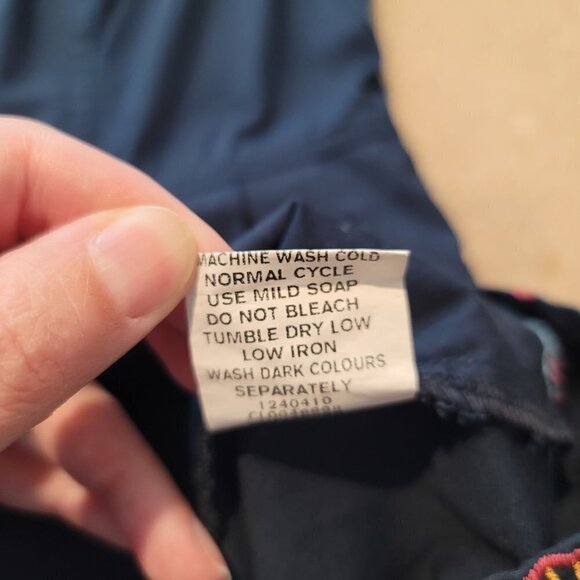 MACHINE WASH COLD
NORMAL CYCLE
USE MILD SOAP
DO NOT BLEACH
TUMBLE DRY LOW
LOW IRON
WASH DARK COLOURS
SEPARATELY
1240410